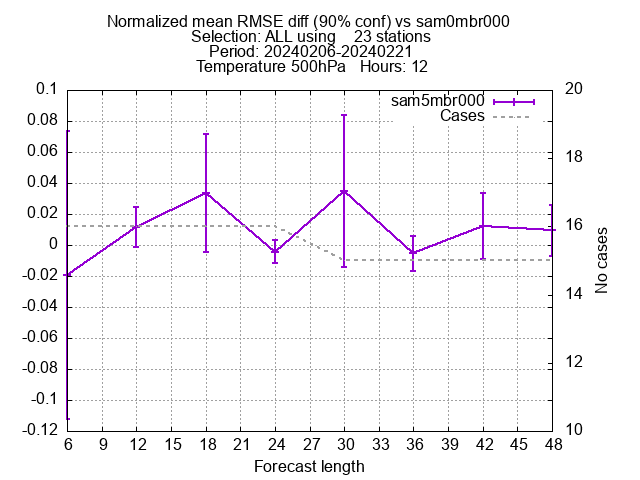 Normalized mean RMSE diff (90% conf) vs sam0mbr000
Selection: ALL using    23 stations
Period: 20240206-20240221
Temperature 500hPa   Hours: 12
sam5mbr000
Cases
0.1
0.08
0.06
0.04
0.02
0
-0.02
-0.04
-0.06
-0.08
-0.1
-0.12
20
18
16
14
12
10
No cases
6 9 12 15 18 21 24 27 30 33 36 39 42 45 48
Forecast length